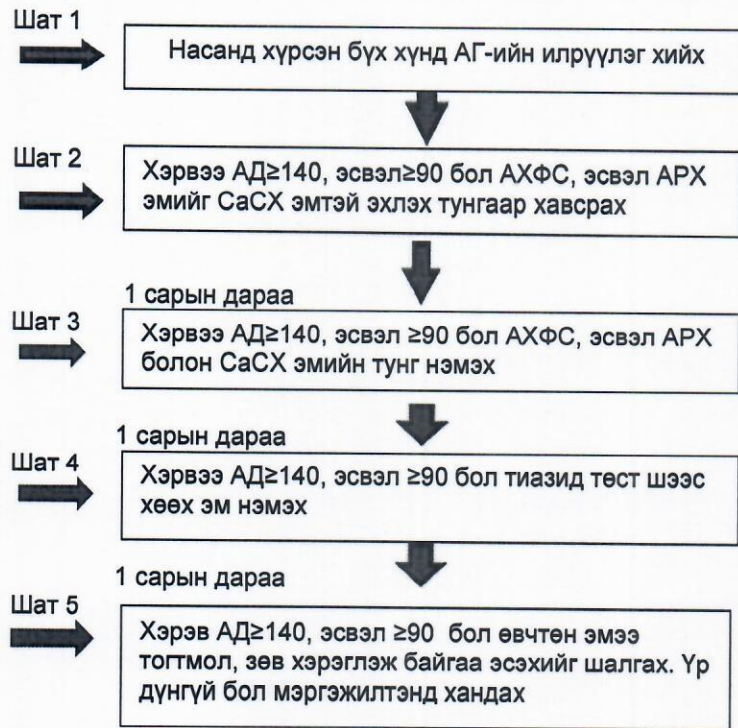 Шат 1
Насанд хүрсэн бүх хүнд АГ-ийн илрүүлэг хийх
Шат 2
Хэрвээ АД≥140, эсвэл≥90 бол АХФС, эсвэл АРХ
эмийг СаСХ эмтэй эхлэх тунгаар хавсрах
1 сарын дараа
Шат 3
Хэрвээ АД≥140, эсвэл ≥90 бол АХФС, эсвэл АРХ
болон СаСХ эмийн тунг нэмэх
1 сарын дараа
Шат 4
Хэрвээ АД≥140, эсвэл ≥90 бол тиазид төст шээс
хөөх эм нэмэх
1 сарын дараа
Шат 5
Хэрэв АД≥140, эсвэл ≥90 бол өвчтөн эмээ
тогтмол, зөв хэрэглэж байгаа эсэхийг шалгах. Үр
дүнгүй бол мэргэжилтэнд хандах